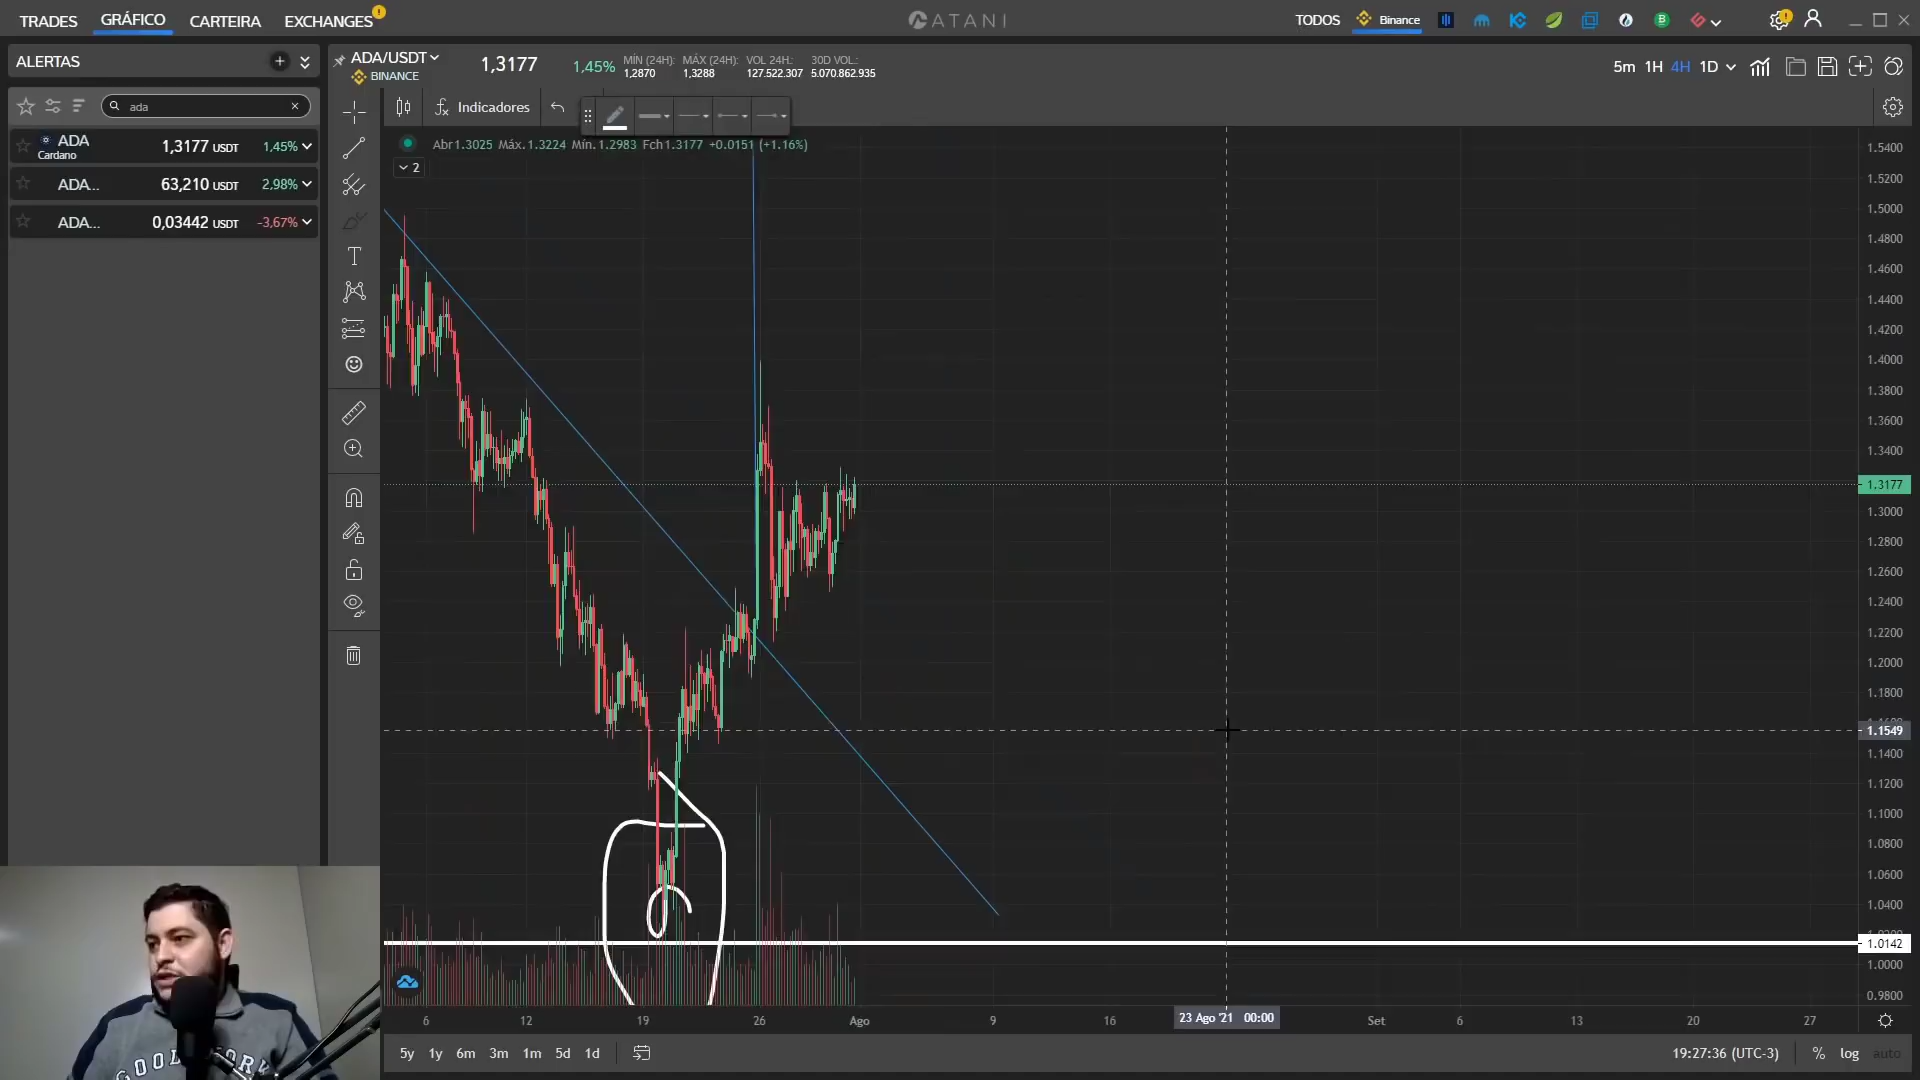 TRADES GRÁFICO CARTEIRA EXCHANGES
ATANI
TODOS Binance
ALERTAS
ada
ADA 1,3177 USDT 1,45%
Cardano
ADA... 63,210 USDT 2,98%
ADA... 0,03442 USDT -3,67%
ADA/USDT
BINANCE
1,3177 1,45%
MÍN (24H): MÁX (24H): VOL 24H.: 30D VOL.:
1,2870 1,3288 127.522.307 5.070.862.935
5m 1H 4H 1D
Indicadores
Abr1.3025 Máx.1.3224 Mín.1.2983 Fch1.3177 +0.0151 (+1.16%)
2
1.5400
1.5200
1.5000
1.4800
1.4600
1.4400
1.4200
1.4000
1.3800
1.3600
1.3400
1.3177
1.3000
1.2800
1.2600
1.2400
1.2200
1.2000
1.1800
1.1549
1.1400
1.1200
1.1000
1.0800
1.0600
1.0400
1.0142
1.0000
0.9800
6 12 19 26 Ago 9 16 23 Ago '21 00:00 Set 6 13 20 27
5y 1y 6m 3m 1m 5d 1d
19:27:36 (UTC-3) % log auto